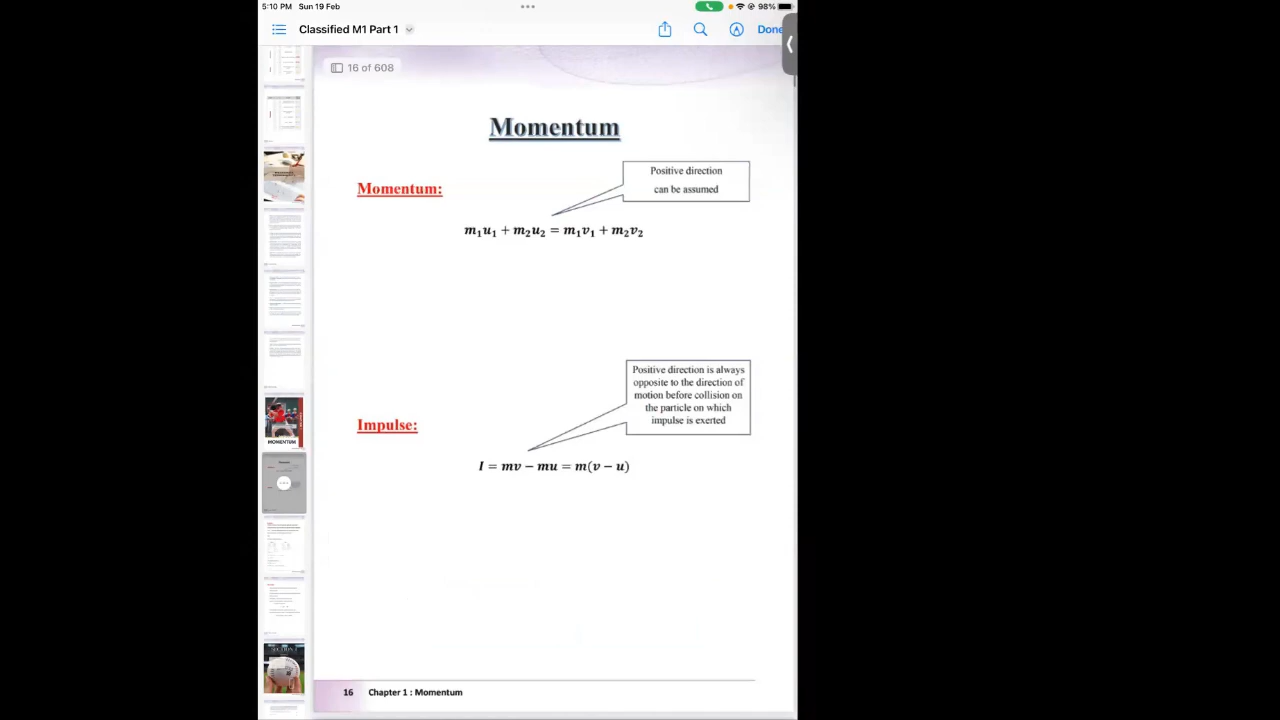 5:10 PM Sun 19 Feb
98%
Classified M1 Part 1
Done
16 of 608
Momentum
Positive direction
can be assumed
Momentum:
m₁u₁ + m₂u₂ = m₁v₁ + m₂v₂
Positive direction is always
opposite to the direction of
motion before collision on
the particle on which
impulse is exerted
Impulse:
I = mv − mu = m(v − u)
MOMENTUM
16 Chapter 1 : Momentum